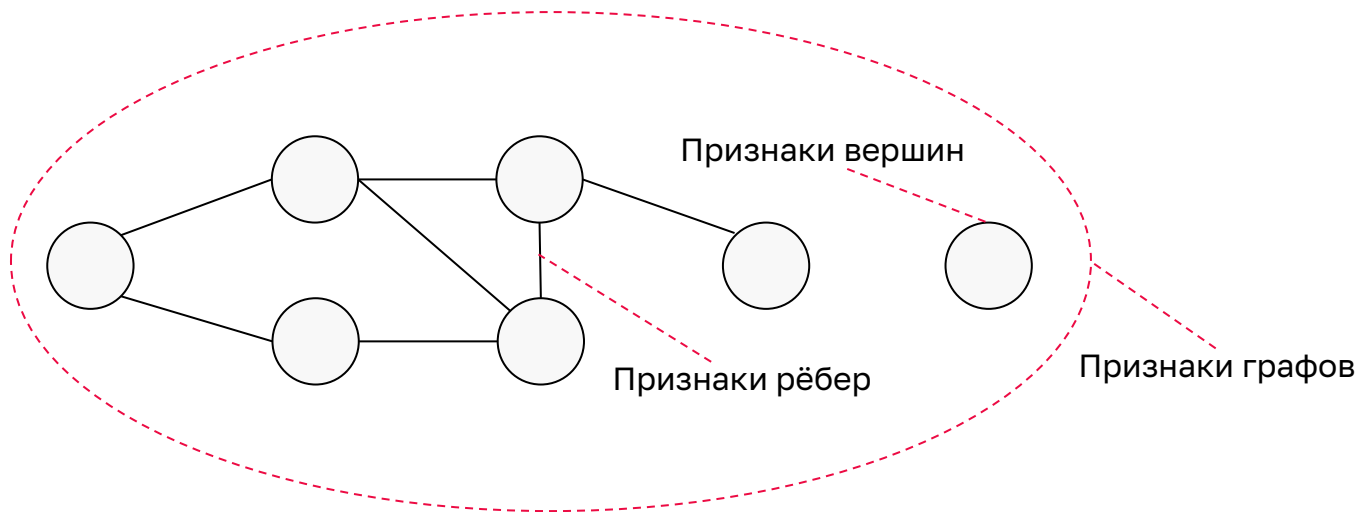 Признаки вершин
Признаки рёбер
Признаки графов